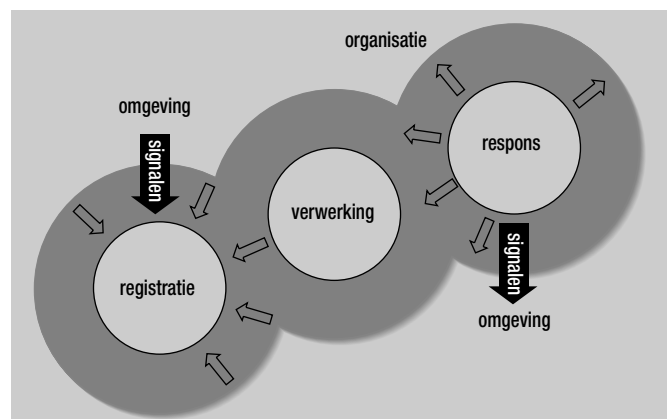 organisatie
omgeving
signalen
respons
verwerking
registratie
signalen
omgeving